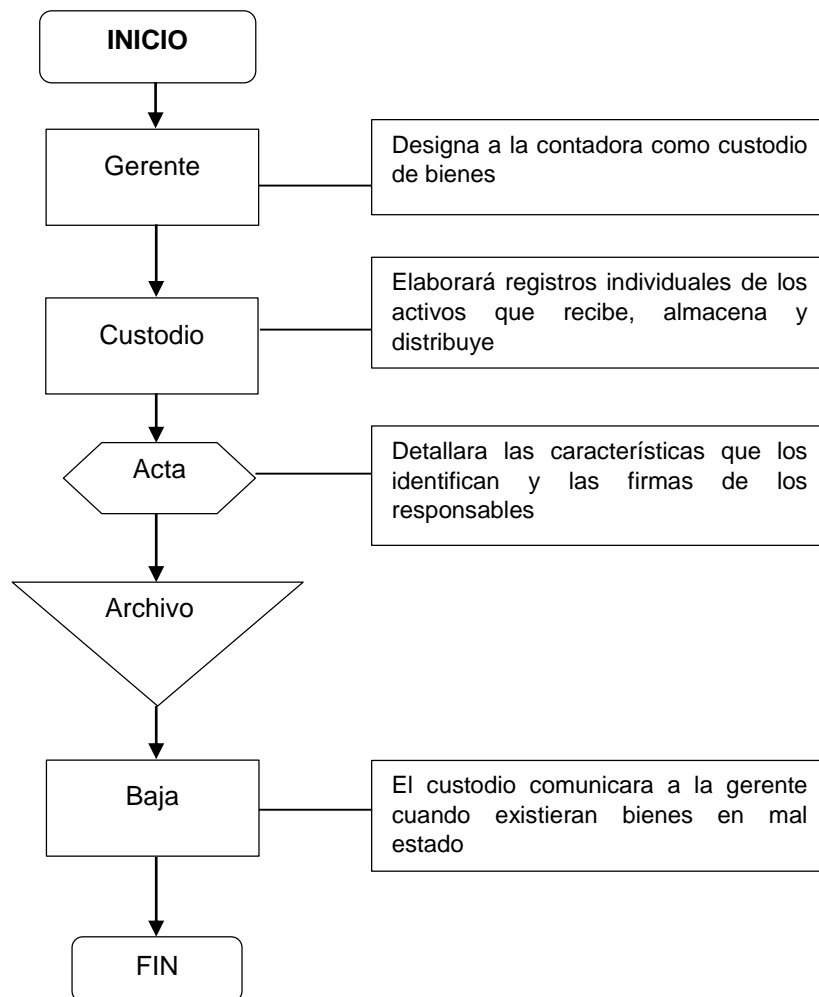 INICIO
Gerente
Designa a la contadora como custodio
de bienes
Custodio
Elaborará registros individuales de los
activos que recibe, almacena y
distribuye
Acta
Detallara las características que los
identifican y las firmas de los
responsables
Archivo
Baja
El custodio comunicara a la gerente
cuando existieran bienes en mal
estado
FIN